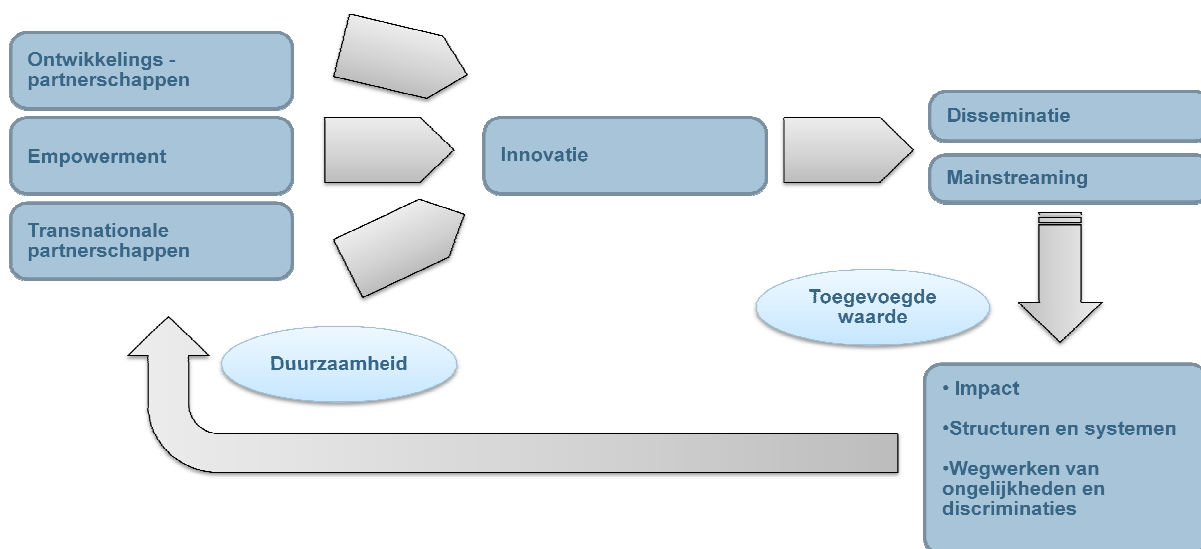 Ontwikkelings -
partnerschappen
Empowerment
Transnationale
partnerschappen
Innovatie
Disseminatie
Mainstreaming
Toegevoegde
waarde
Duurzaamheid
• Impact
•Structuren en systemen
•Wegwerken van
ongelijkheden en
discriminaties